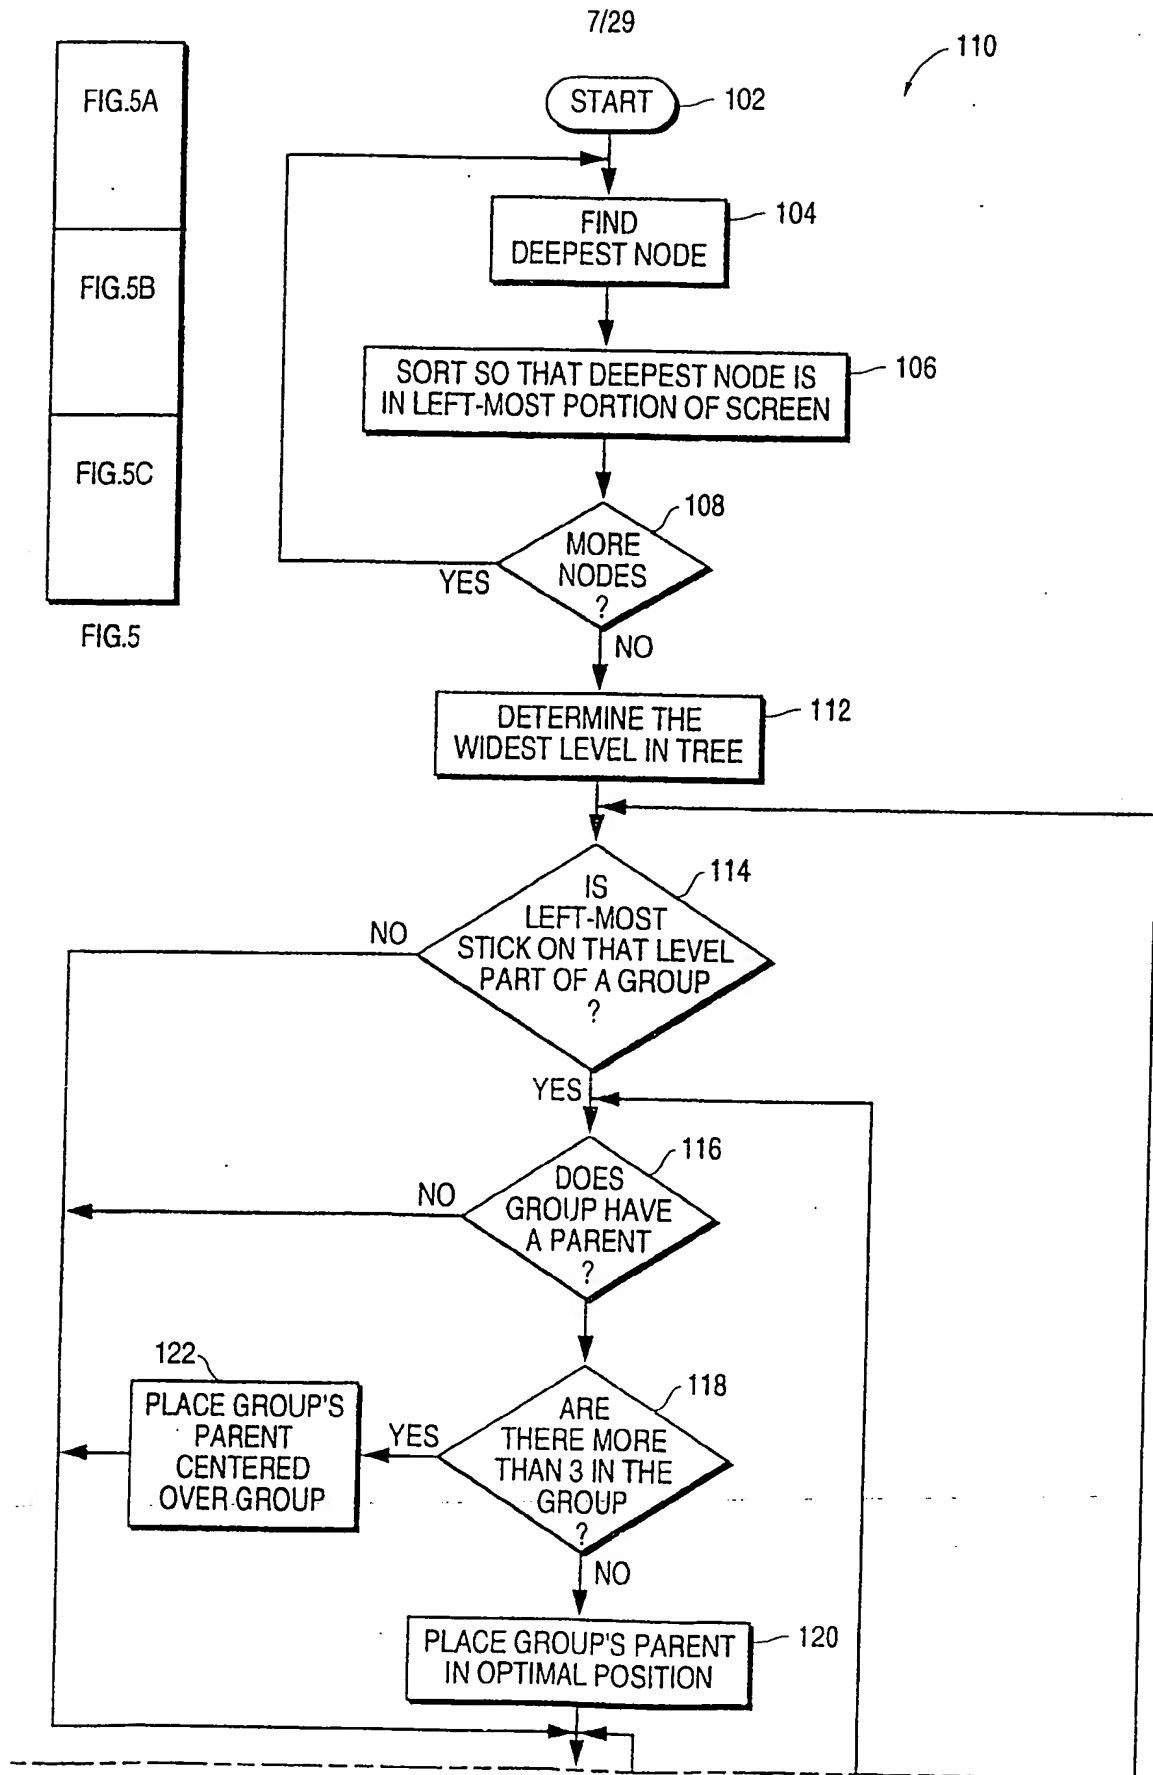 7/29
110
FIG.5A
FIG.5B
FIG.5C
FIG.5
START
102
FIND
DEEPEST NODE
104
SORT SO THAT DEEPEST NODE IS
IN LEFT-MOST PORTION OF SCREEN
106
108
MORE
NODES
?
YES
NO
DETERMINE THE
WIDEST LEVEL IN TREE
112
114
IS
LEFT-MOST
STICK ON THAT LEVEL
PART OF A GROUP
?
NO
YES
116
DOES
GROUP HAVE
A PARENT
?
NO
118
ARE
THERE MORE
THAN 3 IN THE
GROUP
?
YES
122
PLACE GROUP'S
PARENT
CENTERED
OVER GROUP
NO
PLACE GROUP'S PARENT
IN OPTIMAL POSITION
120